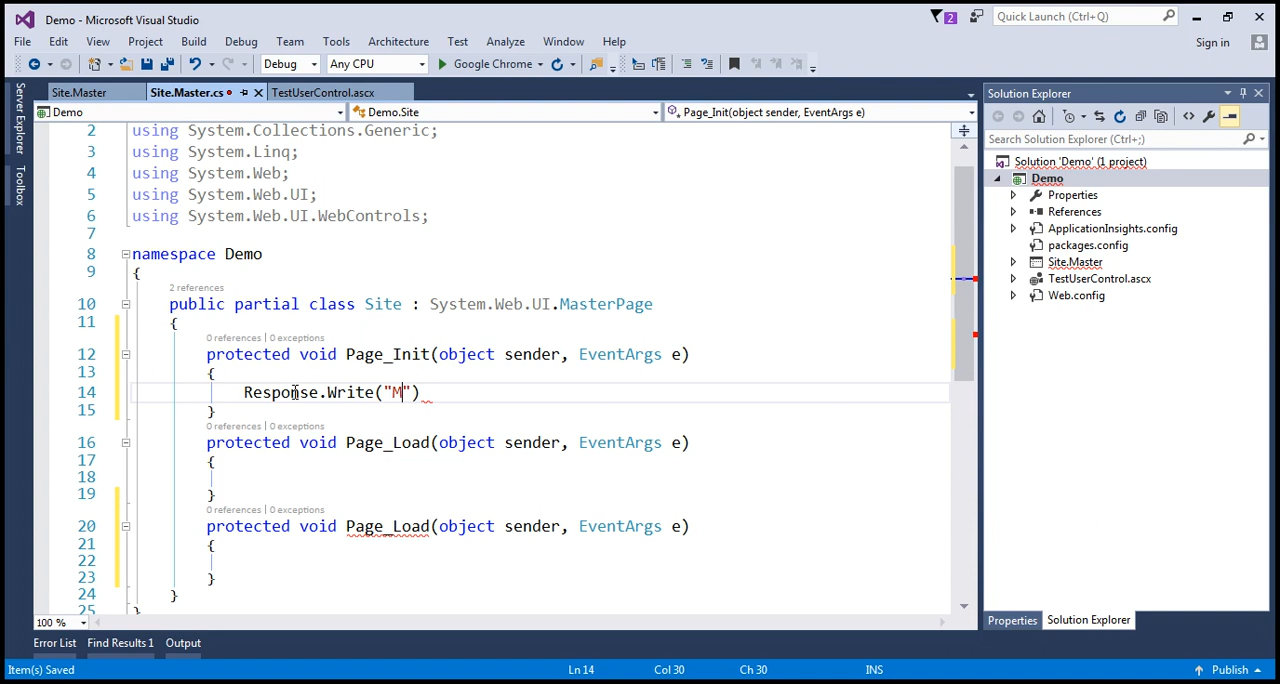 Demo - Microsoft Visual Studio
2
Quick Launch (Ctrl+Q)
File Edit View Project Build Debug Team Tools Architecture Test Analyze Window Help
Sign in
Debug Any CPU Google Chrome
Server Explorer
Toolbox
Site.Master Site.Master.cs TestUserControl.ascx
Demo Demo.Site Page_Init(object sender, EventArgs e)
2 using System.Collections.Generic;
3 using System.Linq;
4 using System.Web;
5 using System.Web.UI;
6 using System.Web.UI.WebControls;
7
8 namespace Demo
9 {
2 references
10 public partial class Site : System.Web.UI.MasterPage
11 {
0 references | 0 exceptions
12 protected void Page_Init(object sender, EventArgs e)
13 {
14 Response.Write("M")
15 }
0 references | 0 exceptions
16 protected void Page_Load(object sender, EventArgs e)
17 {
18
19 }
0 references | 0 exceptions
20 protected void Page_Load(object sender, EventArgs e)
21 {
22
23 }
24 }
25 }
100 %
Solution Explorer
Search Solution Explorer (Ctrl+;)
Solution 'Demo' (1 project)
Demo
Properties
References
ApplicationInsights.config
packages.config
Site.Master
TestUserControl.ascx
Web.config
Properties Solution Explorer
Error List Find Results 1 Output
Item(s) Saved Ln 14 Col 30 Ch 30 INS Publish